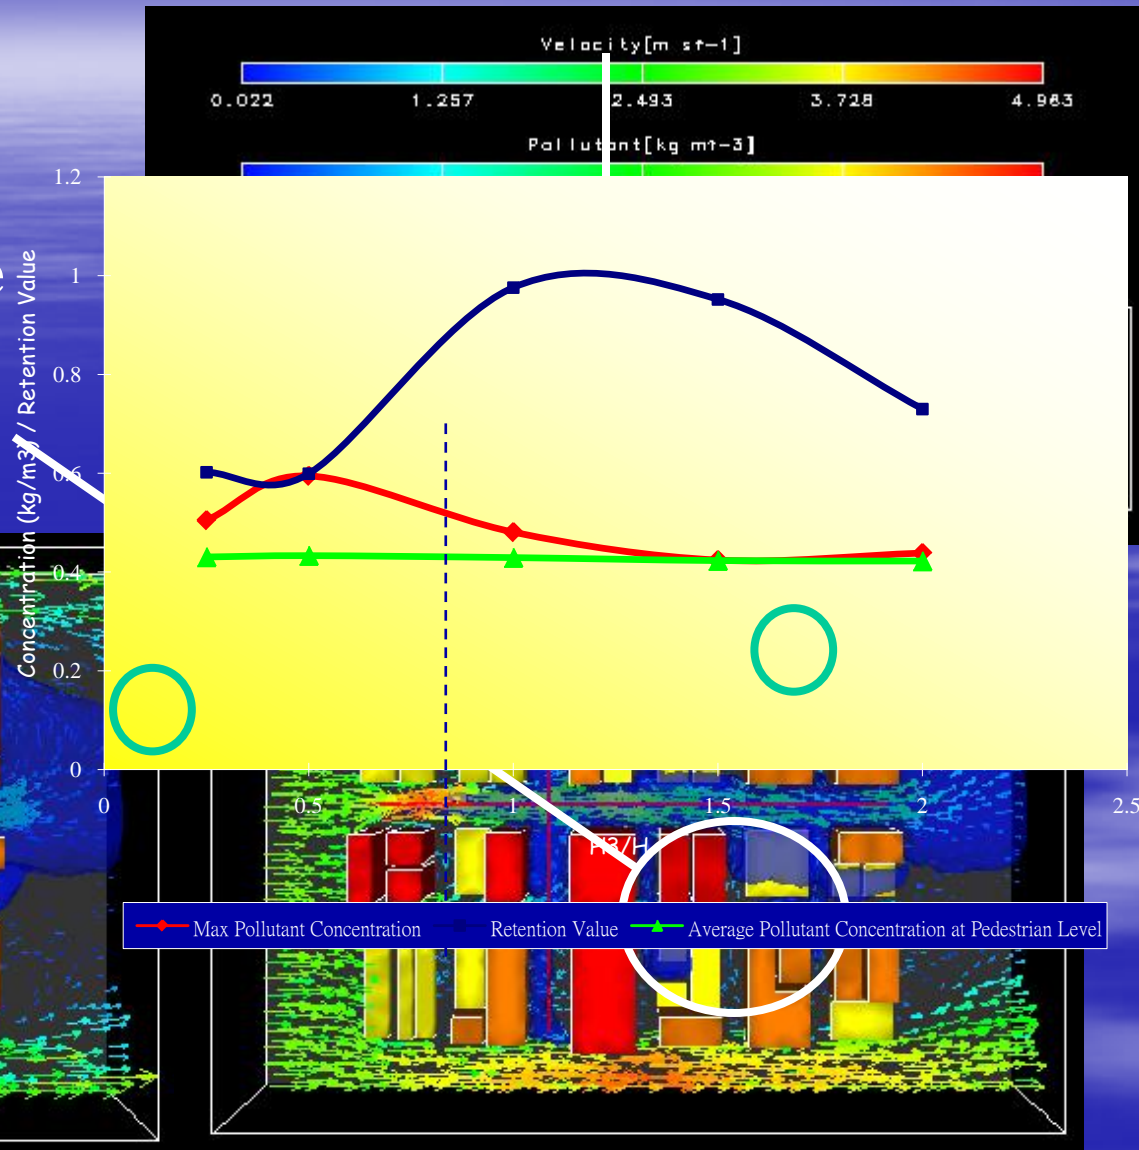 Velocity[m s↑-1]
0.022 1.257 2.493 3.728 4.963
Pollutant[kg m↑-3]
1.2
1
0.8
0.6
0.4
0.2
0
Concentration (kg/m3) / Retention Value
0 0.5 1 1.5 2 2.5
H3/H
Max Pollutant Concentration Retention Value Average Pollutant Concentration at Pedestrian Level